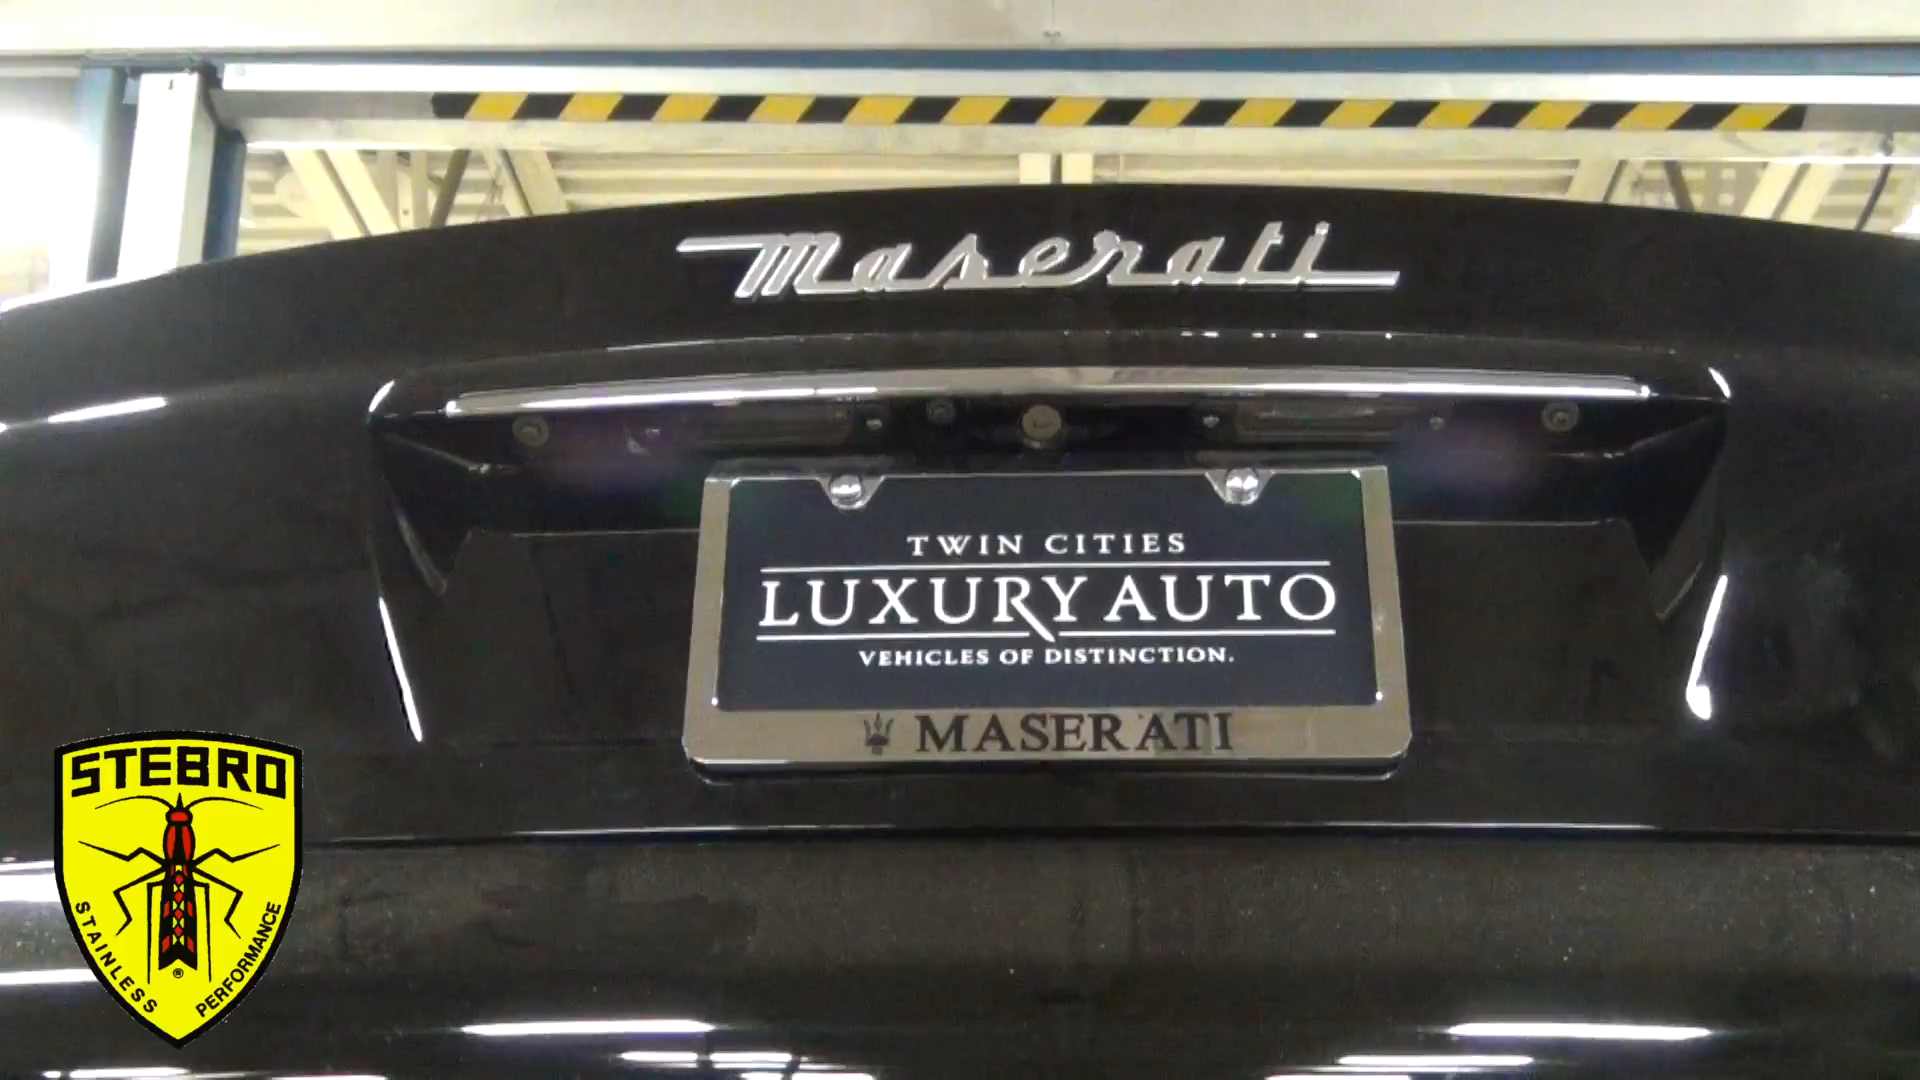 Maserati
TWIN CITIES
LUXURY AUTO
VEHICLES OF DISTINCTION.
MASERATI
STEBRO
STAINLESS PERFORMANCE
®